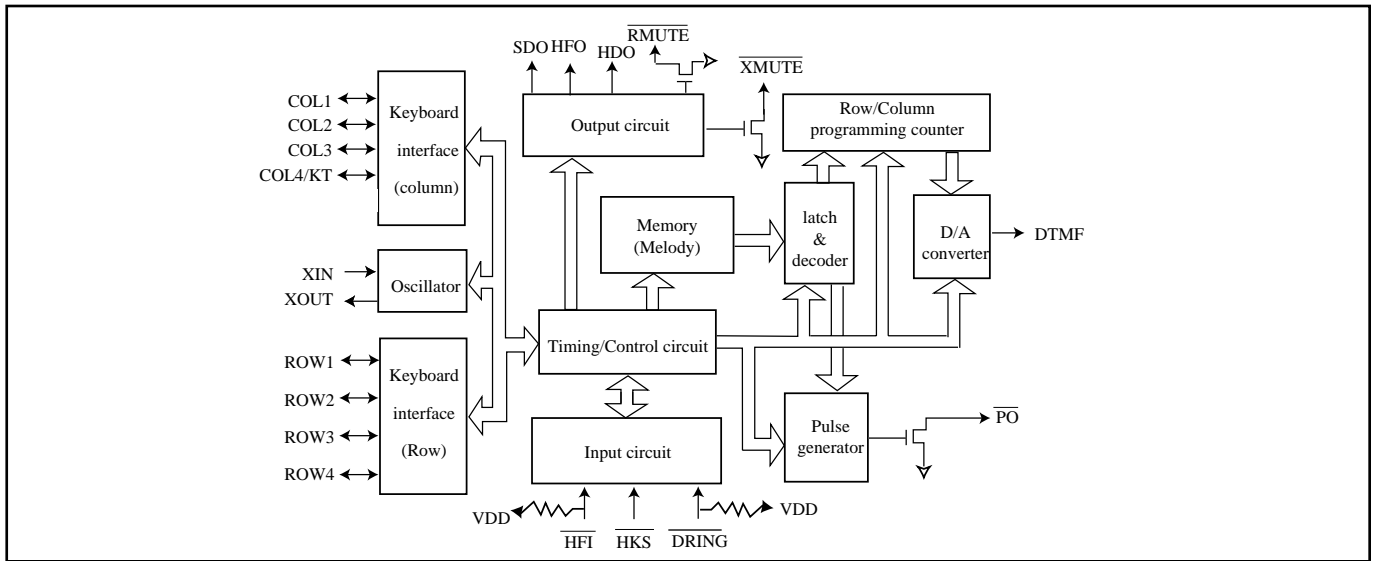 SDO
HFO
HDO
RMUTE
XMUTE
COL1
COL2
COL3
COL4/KT
Keyboard
interface
(column)
Output circuit
Row/Column
programming counter
Memory
(Melody)
latch
&
decoder
D/A
converter
DTMF
XIN
XOUT
Oscillator
Timing/Control circuit
ROW1
ROW2
ROW3
ROW4
Keyboard
interface
(Row)
Input circuit
Pulse
generator
PO
VDD
HFI
HKS
DRING
VDD